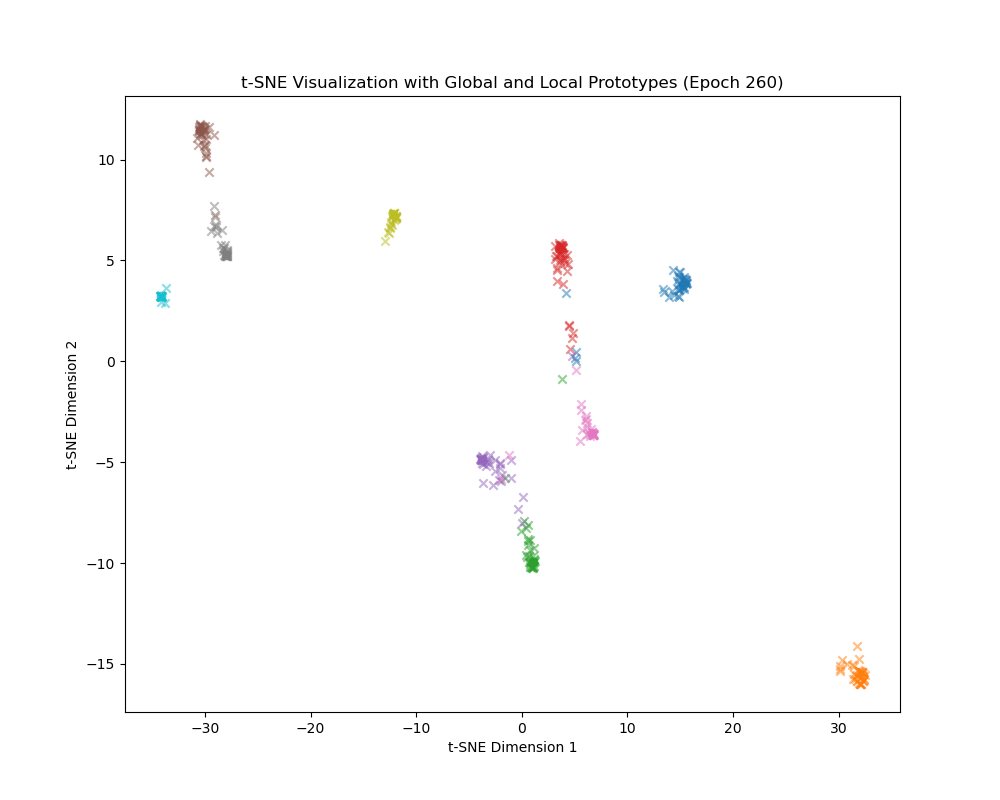 t-SNE Visualization with Global and Local Prototypes (Epoch 260)
10
5
0
−5
−10
−15
t-SNE Dimension 2
−30 −20 −10 0 10 20 30
t-SNE Dimension 1